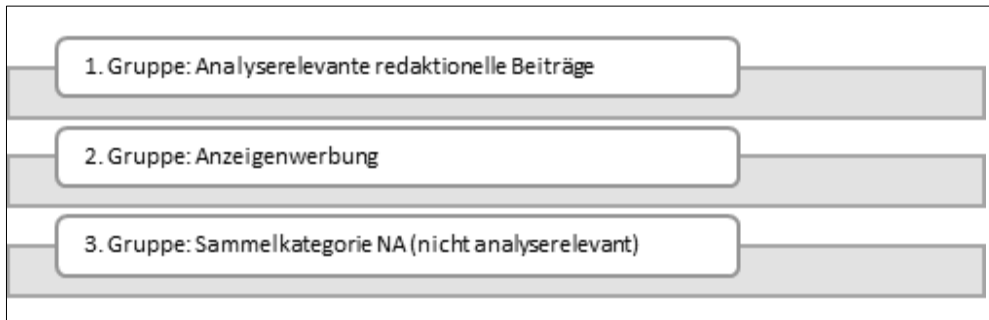 1. Gruppe: Analyserelevante redaktionelle Beiträge
2. Gruppe: Anzeigenwerbung
3. Gruppe: Sammelkategorie NA (nicht analyserelevant)